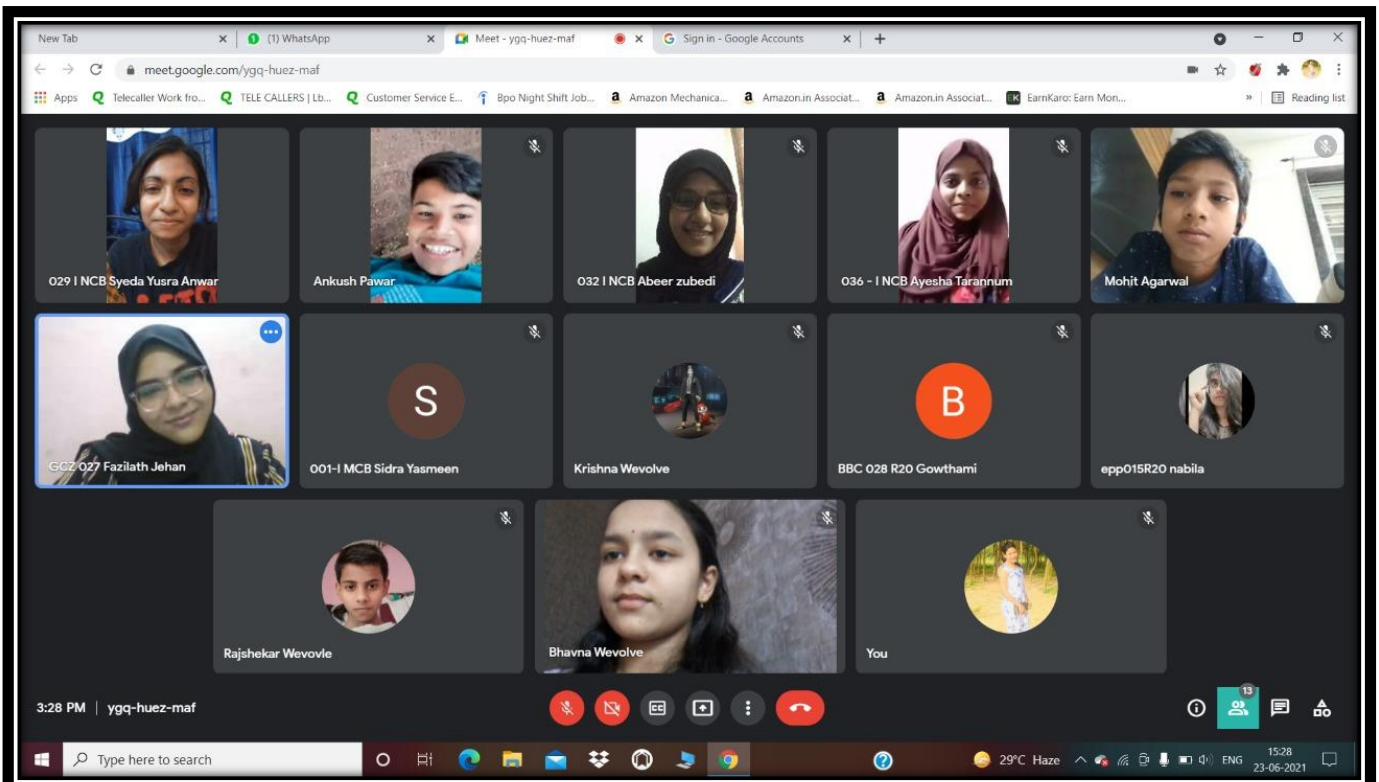 New Tab
(1) WhatsApp
Meet - ygq-huez-maf
Sign in - Google Accounts
meet.google.com/ygq-huez-maf
Apps
Telecaller Work fro...
TELE CALLERS | Lb...
Customer Service E...
Bpo Night Shift Job...
Amazon Mechanica...
Amazon.in Associat...
Amazon.in Associat...
EarnKaro: Earn Mon...
»
Reading list
029 I NCB Syeda Yusra Anwar
Ankush Pawar
032 I NCB Abeer zubedi
036 - I NCB Ayesha Tarannum
Mohit Agarwal
GCZ 027 Fazilath Jehan
S
001-I MCB Sidra Yasmeen
Krishna Wevolve
B
BBC 028 R20 Gowthami
epp015R20 nabila
Rajshekar Wevovle
Bhavna Wevolve
You
3:28 PM | ygq-huez-maf
CC
13
Type here to search
29°C Haze
ENG
15:28
23-06-2021